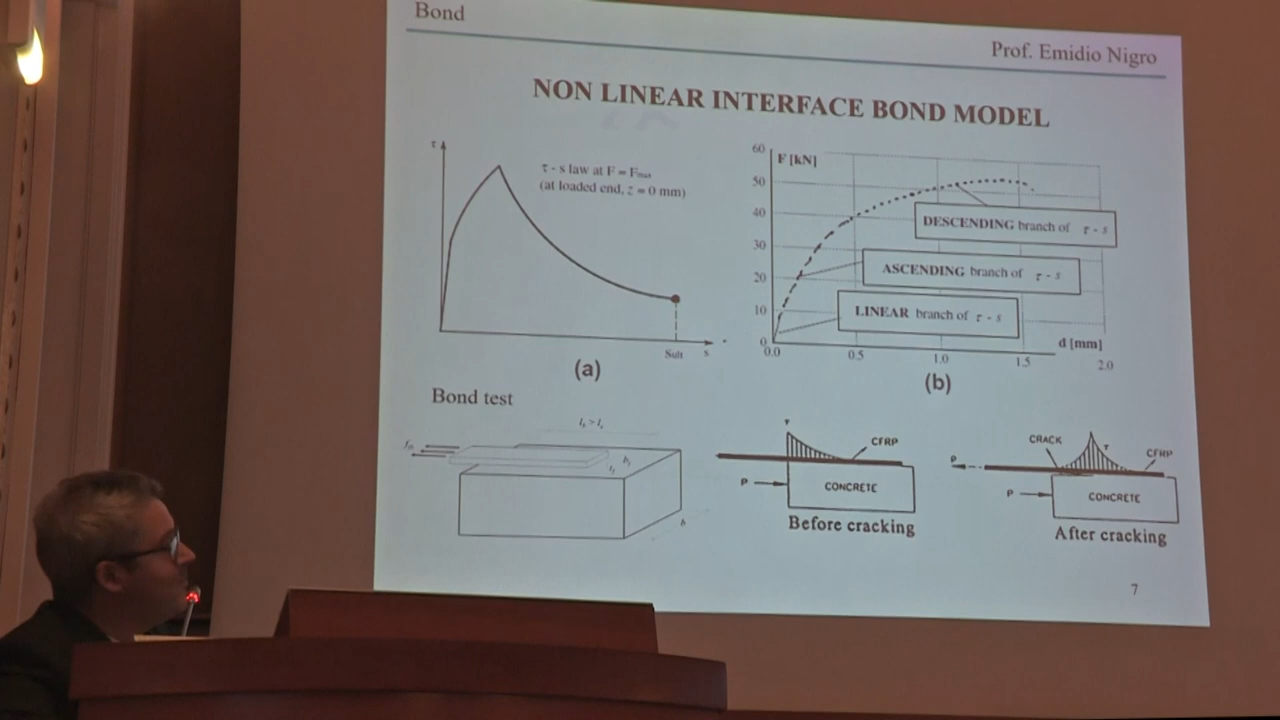 Bond
Prof. Emidio Nigro
NON LINEAR INTERFACE BOND MODEL
τ
τ - s law at F = Fmax
(at loaded end, z = 0 mm)
Sult
s
(a)
60
F [kN]
50
40
30
20
10
0
DESCENDING branch of τ - s
ASCENDING branch of τ - s
LINEAR branch of τ - s
d [mm]
0.0
0.5
1.0
1.5
2.0
(b)
Bond test
τ
CFRP
P
CONCRETE
Before cracking
CRACK
τ
CFRP
P
P
CONCRETE
After cracking
7